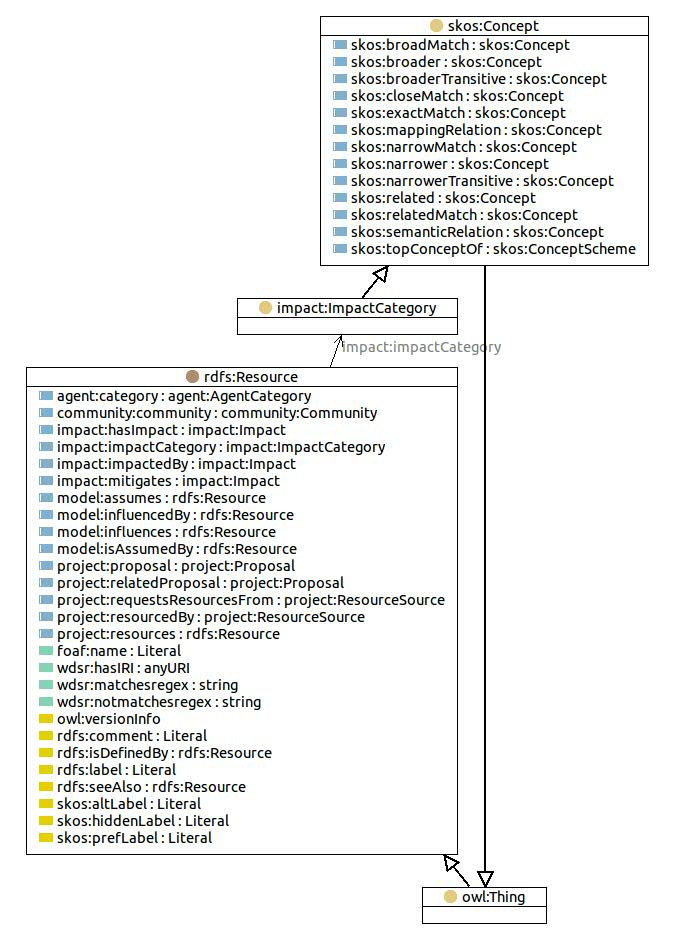 skos:Concept
skos:broadMatch : skos:Concept
skos:broader : skos:Concept
skos:broaderTransitive : skos:Concept
skos:closeMatch : skos:Concept
skos:exactMatch : skos:Concept
skos:mappingRelation : skos:Concept
skos:narrowMatch : skos:Concept
skos:narrower : skos:Concept
skos:narrowerTransitive : skos:Concept
skos:related : skos:Concept
skos:relatedMatch : skos:Concept
skos:semanticRelation : skos:Concept
skos:topConceptOf : skos:ConceptScheme
impact:ImpactCategory
impact:impactCategory
rdfs:Resource
agent:category : agent:AgentCategory
community:community : community:Community
impact:hasImpact : impact:Impact
impact:impactCategory : impact:ImpactCategory
impact:impactedBy : impact:Impact
impact:mitigates : impact:Impact
model:assumes : rdfs:Resource
model:influencedBy : rdfs:Resource
model:influences : rdfs:Resource
model:isAssumedBy : rdfs:Resource
project:proposal : project:Proposal
project:relatedProposal : project:Proposal
project:requestsResourcesFrom : project:ResourceSource
project:resourcedBy : project:ResourceSource
project:resources : rdfs:Resource
foaf:name : Literal
wdsr:hasIRI : anyURI
wdsr:matchesregex : string
wdsr:notmatchesregex : string
owl:versionInfo
rdfs:comment : Literal
rdfs:isDefinedBy : rdfs:Resource
rdfs:label : Literal
rdfs:seeAlso : rdfs:Resource
skos:altLabel : Literal
skos:hiddenLabel : Literal
skos:prefLabel : Literal
owl:Thing